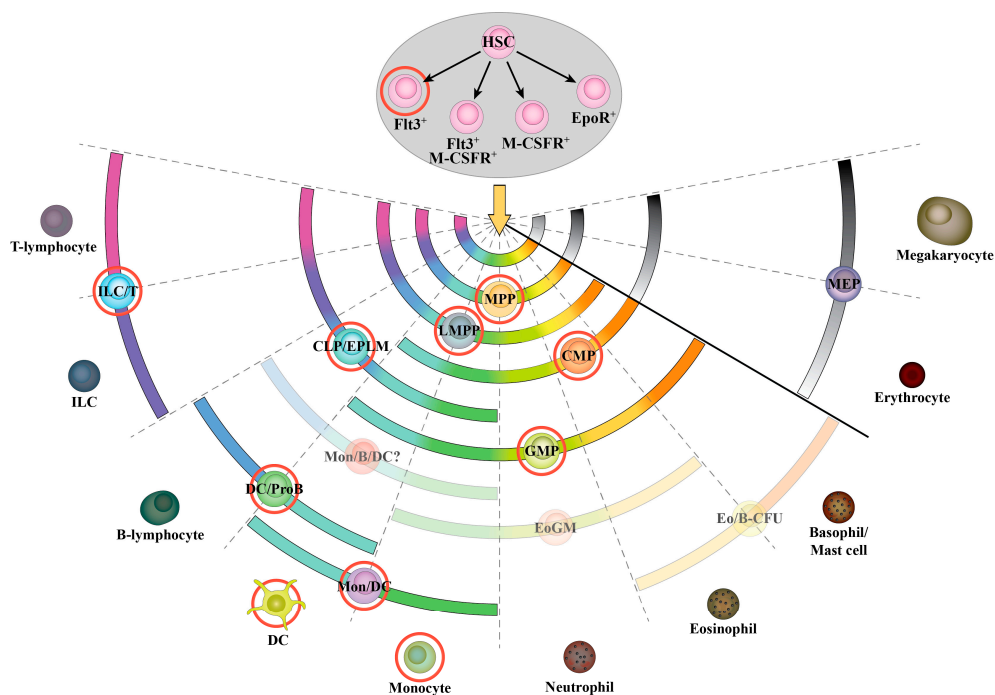 HSC
Flt3⁺
Flt3⁺
M-CSFR⁺
M-CSFR⁺
EpoR⁺
T-lymphocyte
Megakaryocyte
ILC/T
MEP
MPP
LMPP
CLP/EPLM
CMP
ILC
Erythrocyte
Mon/B/DC?
GMP
DC/ProB
B-lymphocyte
EoGM
Eo/B-CFU
Basophil/
Mast cell
Mon/DC
DC
Eosinophil
Monocyte
Neutrophil